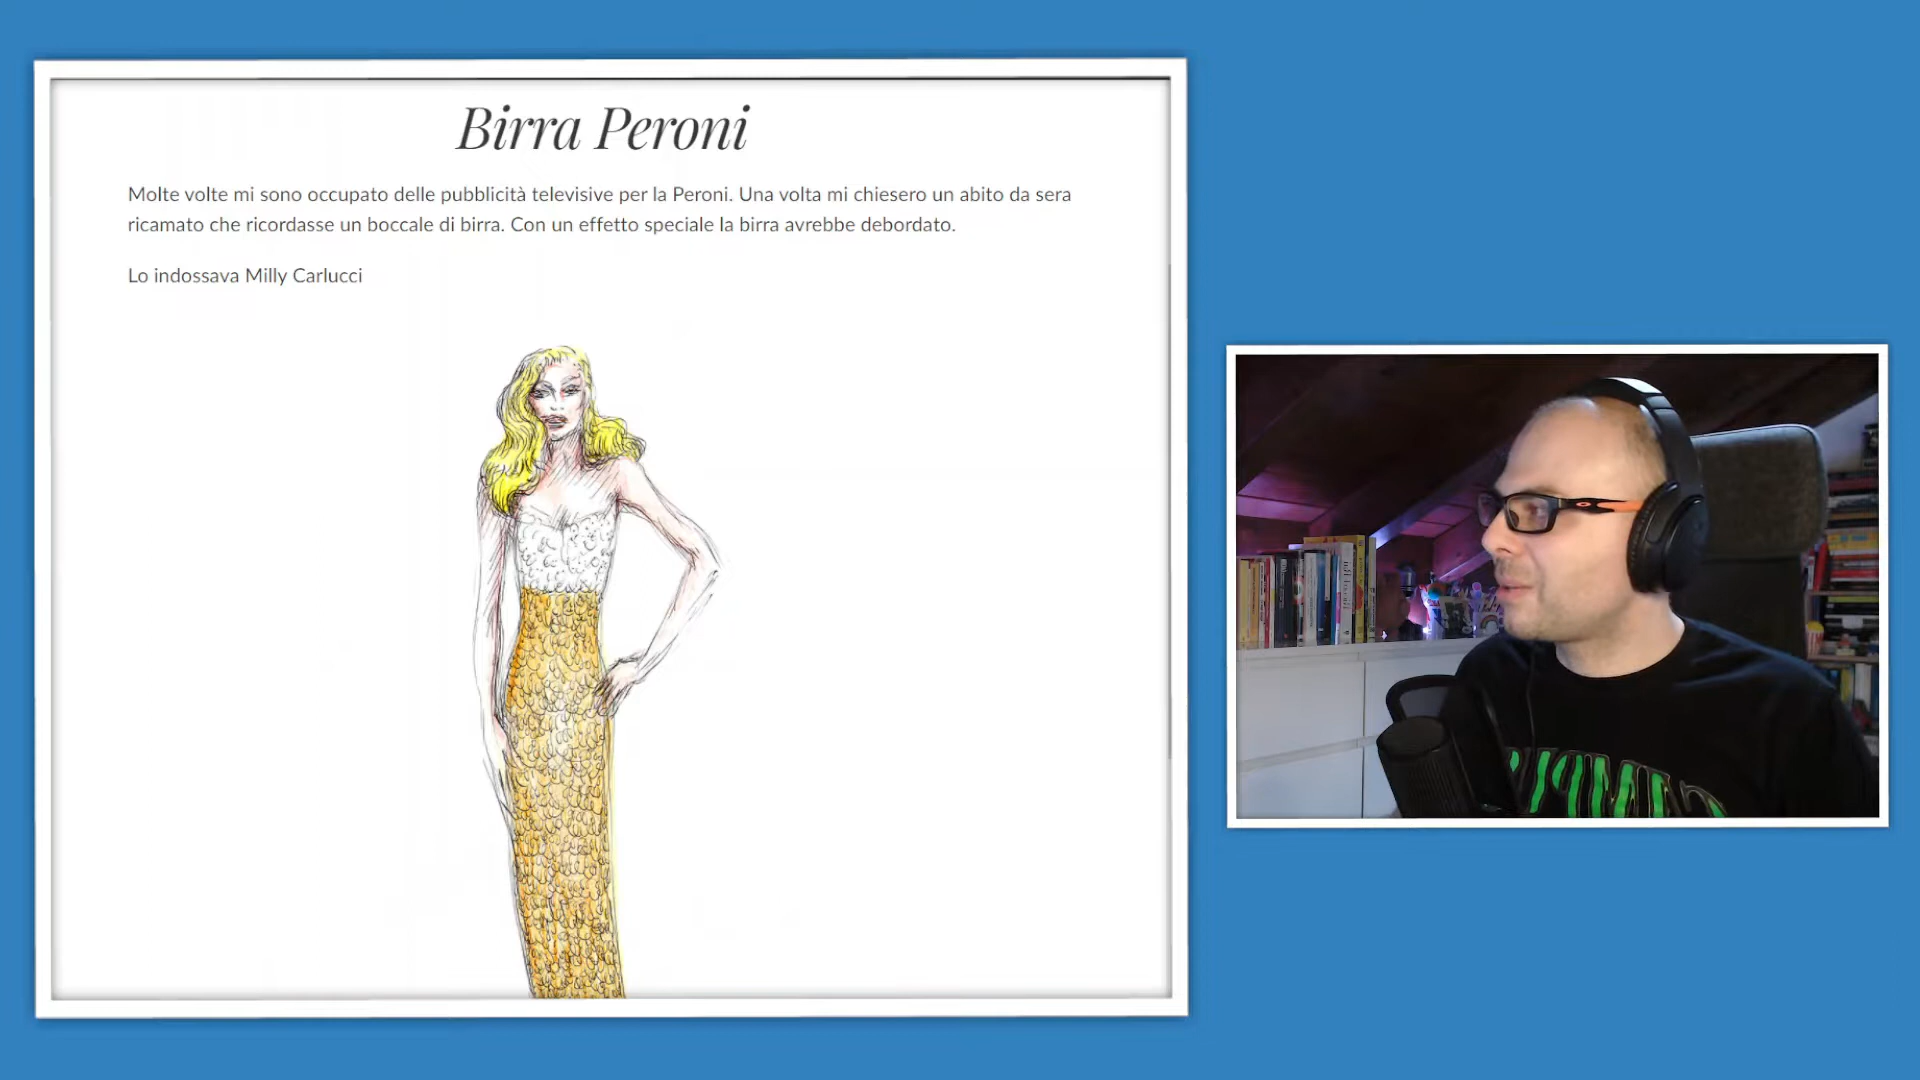 Birra Peroni
Molte volte mi sono occupato delle pubblicità televisive per la Peroni. Una volta mi chiesero un abito da sera
ricamato che ricordasse un boccale di birra. Con un effetto speciale la birra avrebbe debordato.
Lo indossava Milly Carlucci